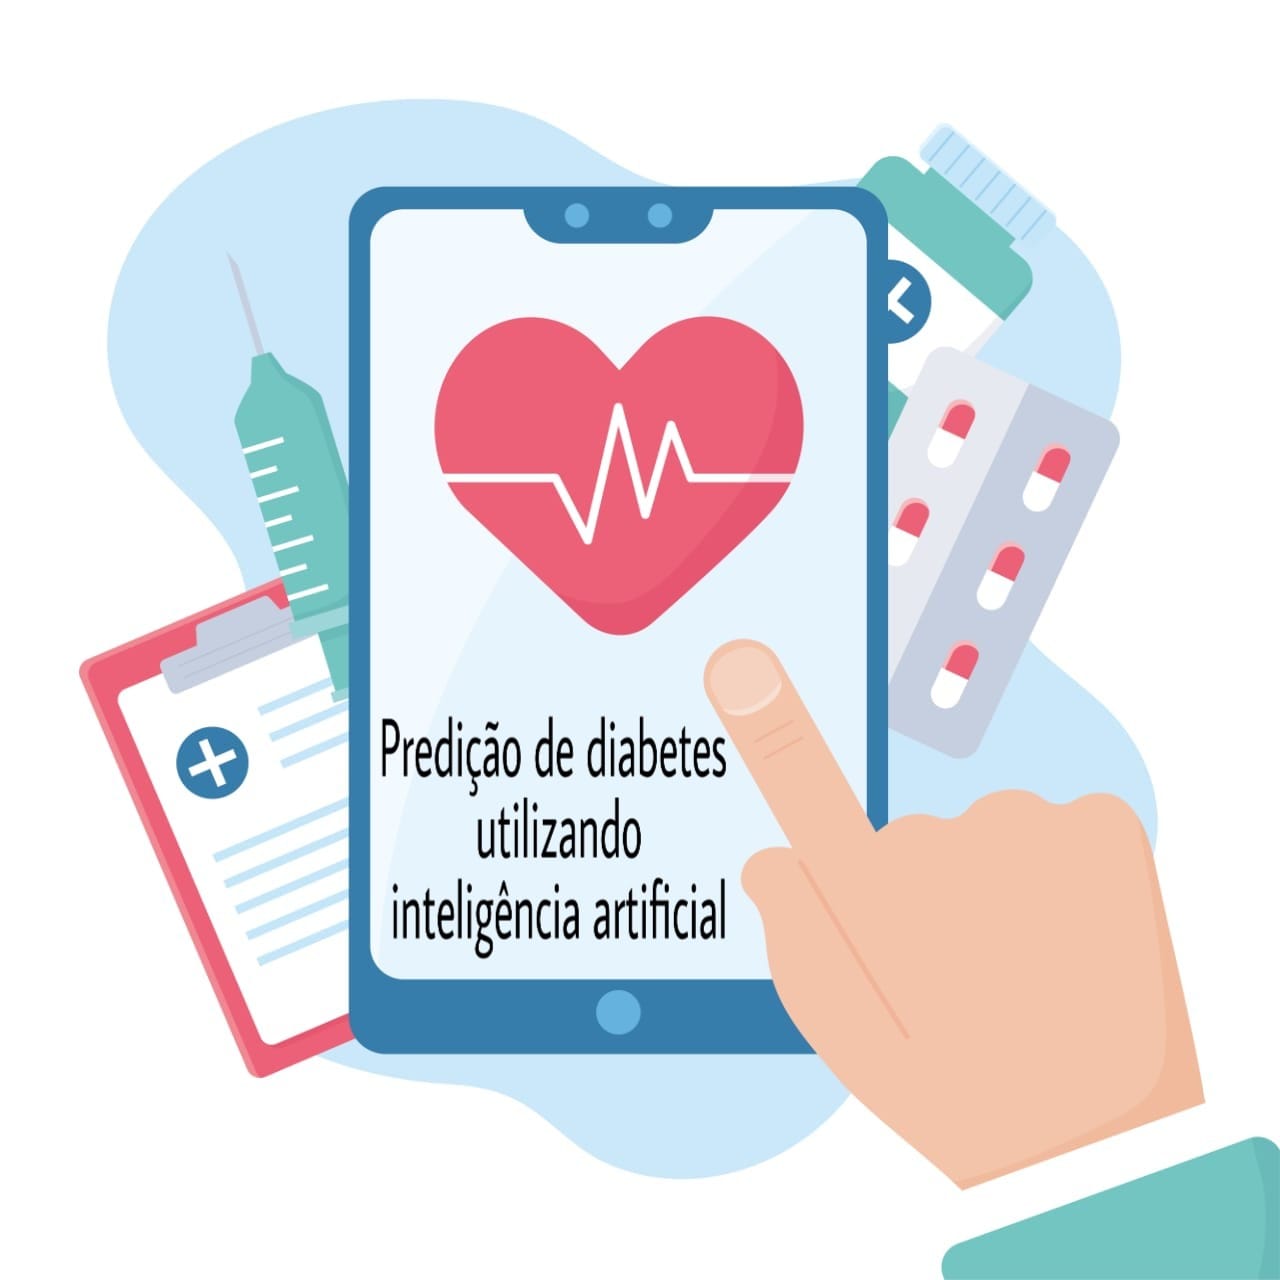 Predição de diabetes
utilizando
inteligência artificial